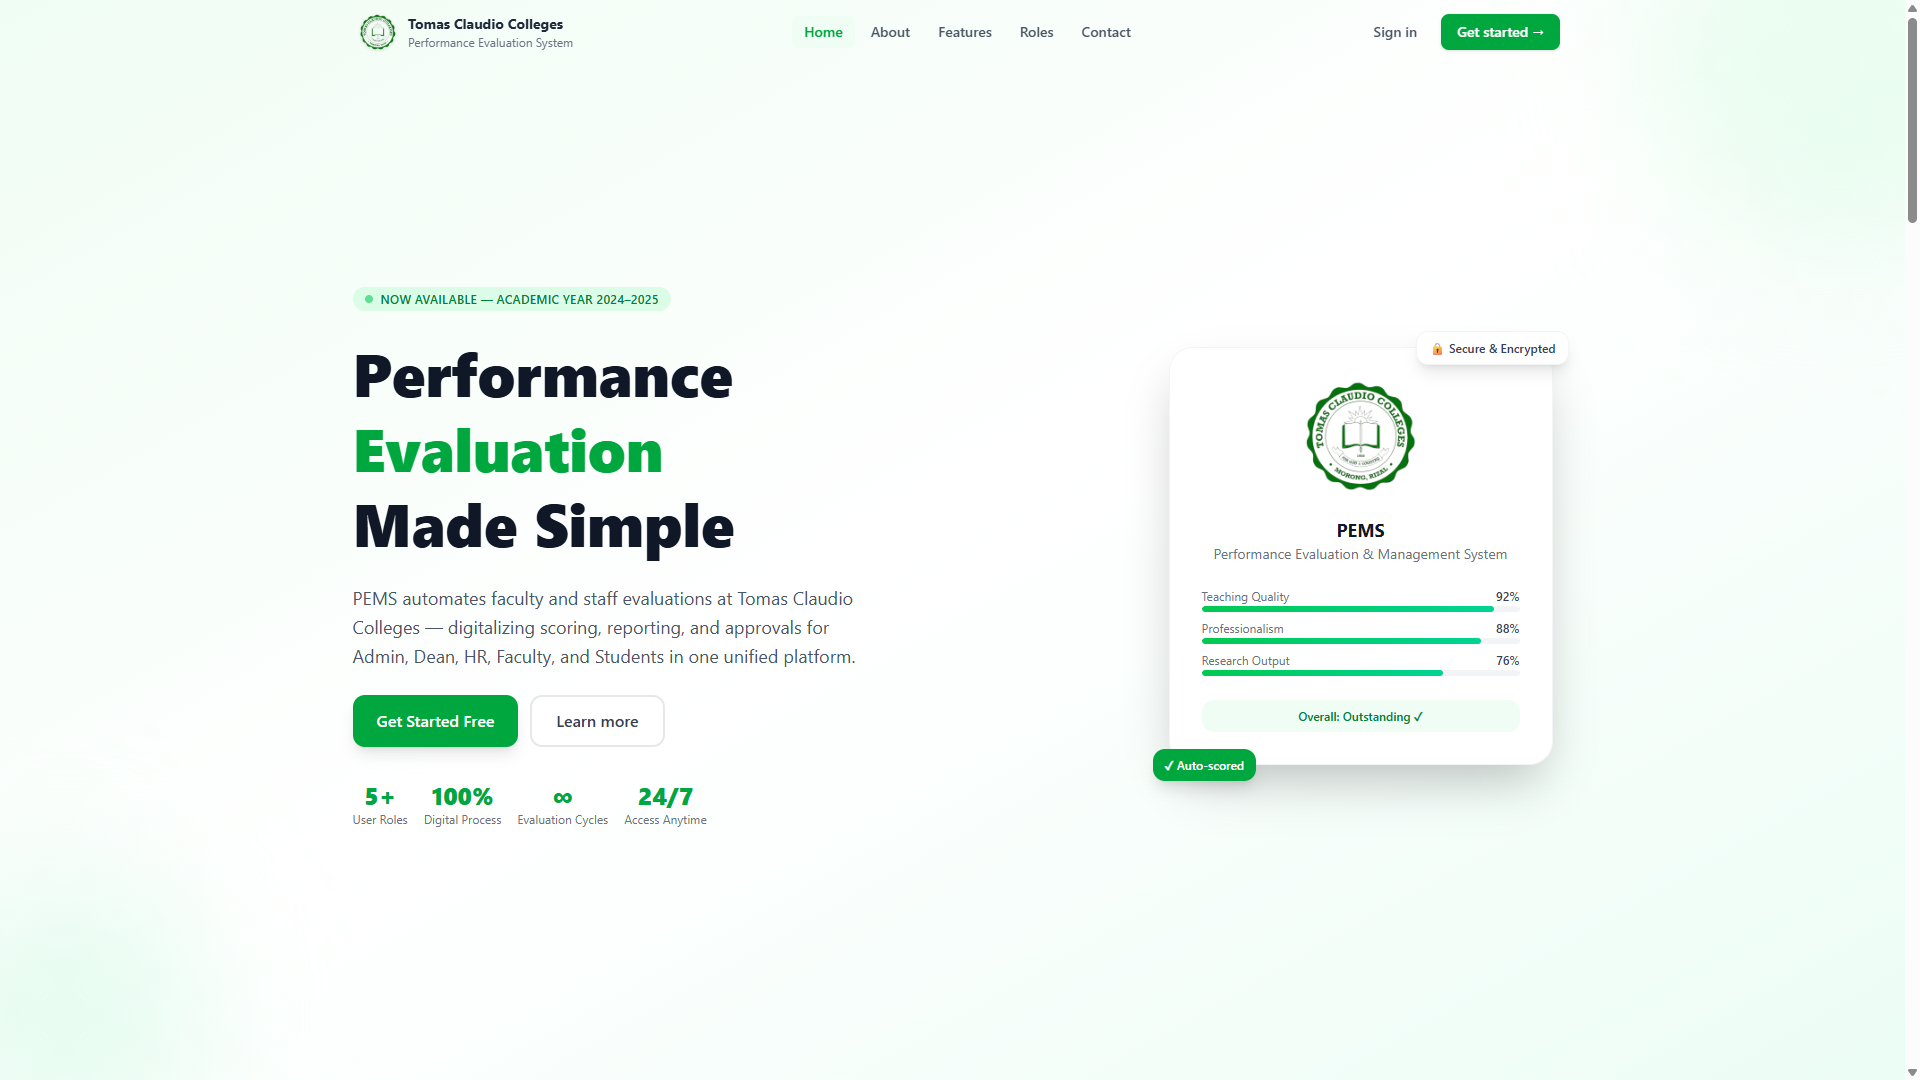 Tomas Claudio Colleges
Performance Evaluation System
Home
About
Features
Roles
Contact
Sign in
Get started →
NOW AVAILABLE — ACADEMIC YEAR 2024–2025
Performance
Evaluation
Made Simple
PEMS automates faculty and staff evaluations at Tomas Claudio
Colleges — digitalizing scoring, reporting, and approvals for
Admin, Dean, HR, Faculty, and Students in one unified platform.
Get Started Free
Learn more
5+
User Roles
100%
Digital Process
∞
Evaluation Cycles
24/7
Access Anytime
🔒 Secure & Encrypted
TOMAS CLAUDIO COLLEGES
MORONG, RIZAL
PEMS
Performance Evaluation & Management System
Teaching Quality 92%
Professionalism 88%
Research Output 76%
Overall: Outstanding ✓
✓ Auto-scored